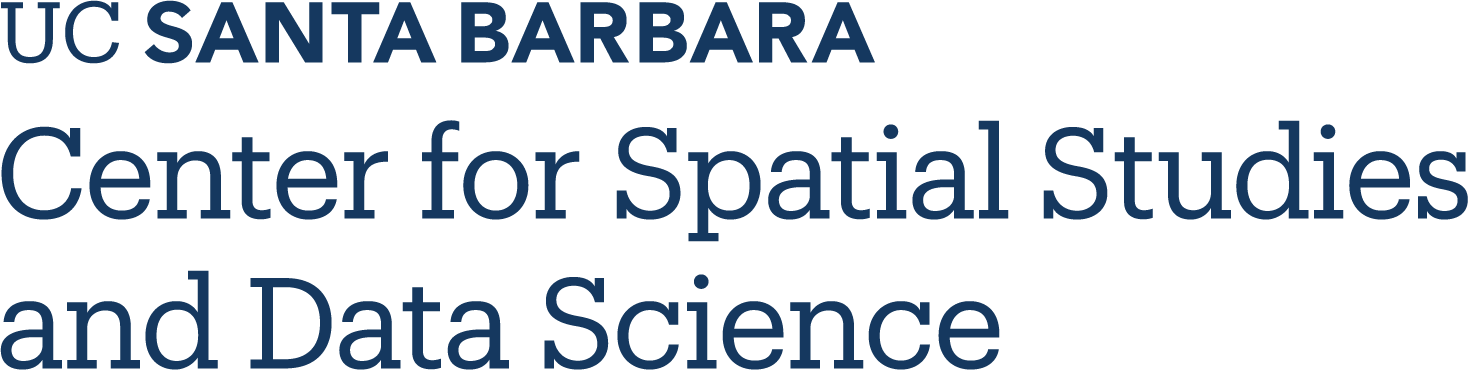 UC SANTA BARBARA
Center for Spatial Studies
and Data Science